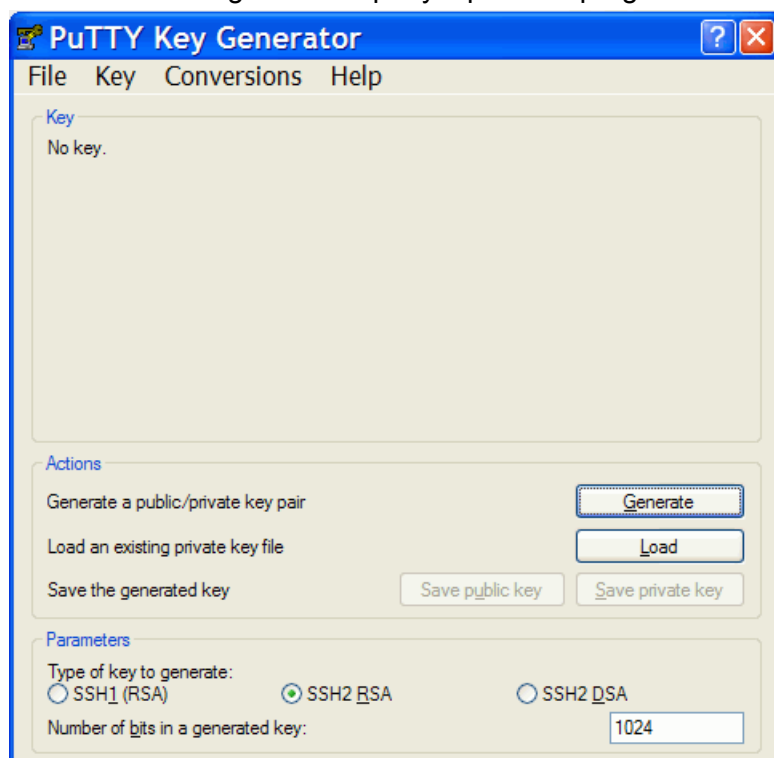 PuTTY Key Generator ?
File Key Conversions Help
Key
No key.
Actions
Generate a public/private key pair Generate
Load an existing private key file Load
Save the generated key Save public key Save private key
Parameters
Type of key to generate:
SSH1 (RSA) SSH2 RSA SSH2 DSA
Number of bits in a generated key: 1024